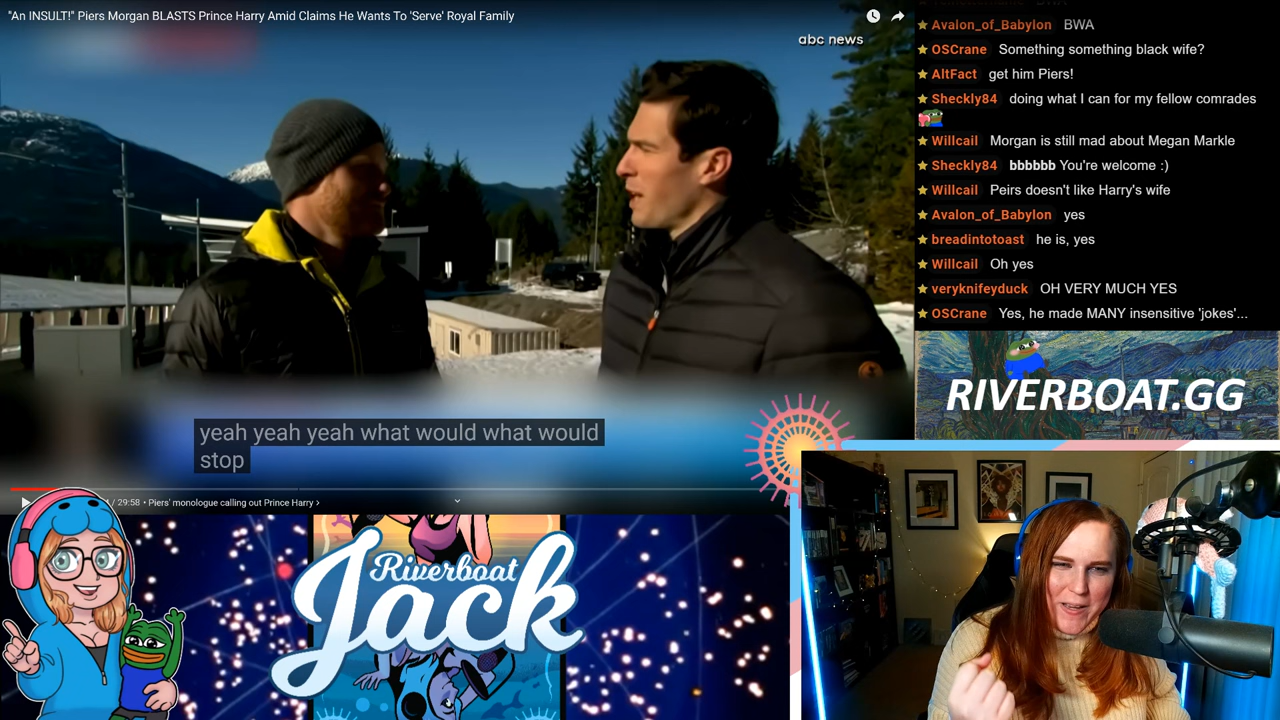 "An INSULT!" Piers Morgan BLASTS Prince Harry Amid Claims He Wants To 'Serve' Royal Family
abc news
yeah yeah yeah what would what would
stop
/ 29:58 • Piers' monologue calling out Prince Harry
Avalon_of_Babylon BWA
OSCrane Something something black wife?
AltFact get him Piers!
Sheckly84 doing what I can for my fellow comrades
Willcail Morgan is still mad about Megan Markle
Sheckly84 bbbbbb You're welcome :)
Willcail Peirs doesn't like Harry's wife
Avalon_of_Babylon yes
breadintotoast he is, yes
Willcail Oh yes
veryknifeyduck OH VERY MUCH YES
OSCrane Yes, he made MANY insensitive 'jokes'...
RIVERBOAT.GG
Riverboat
Jack